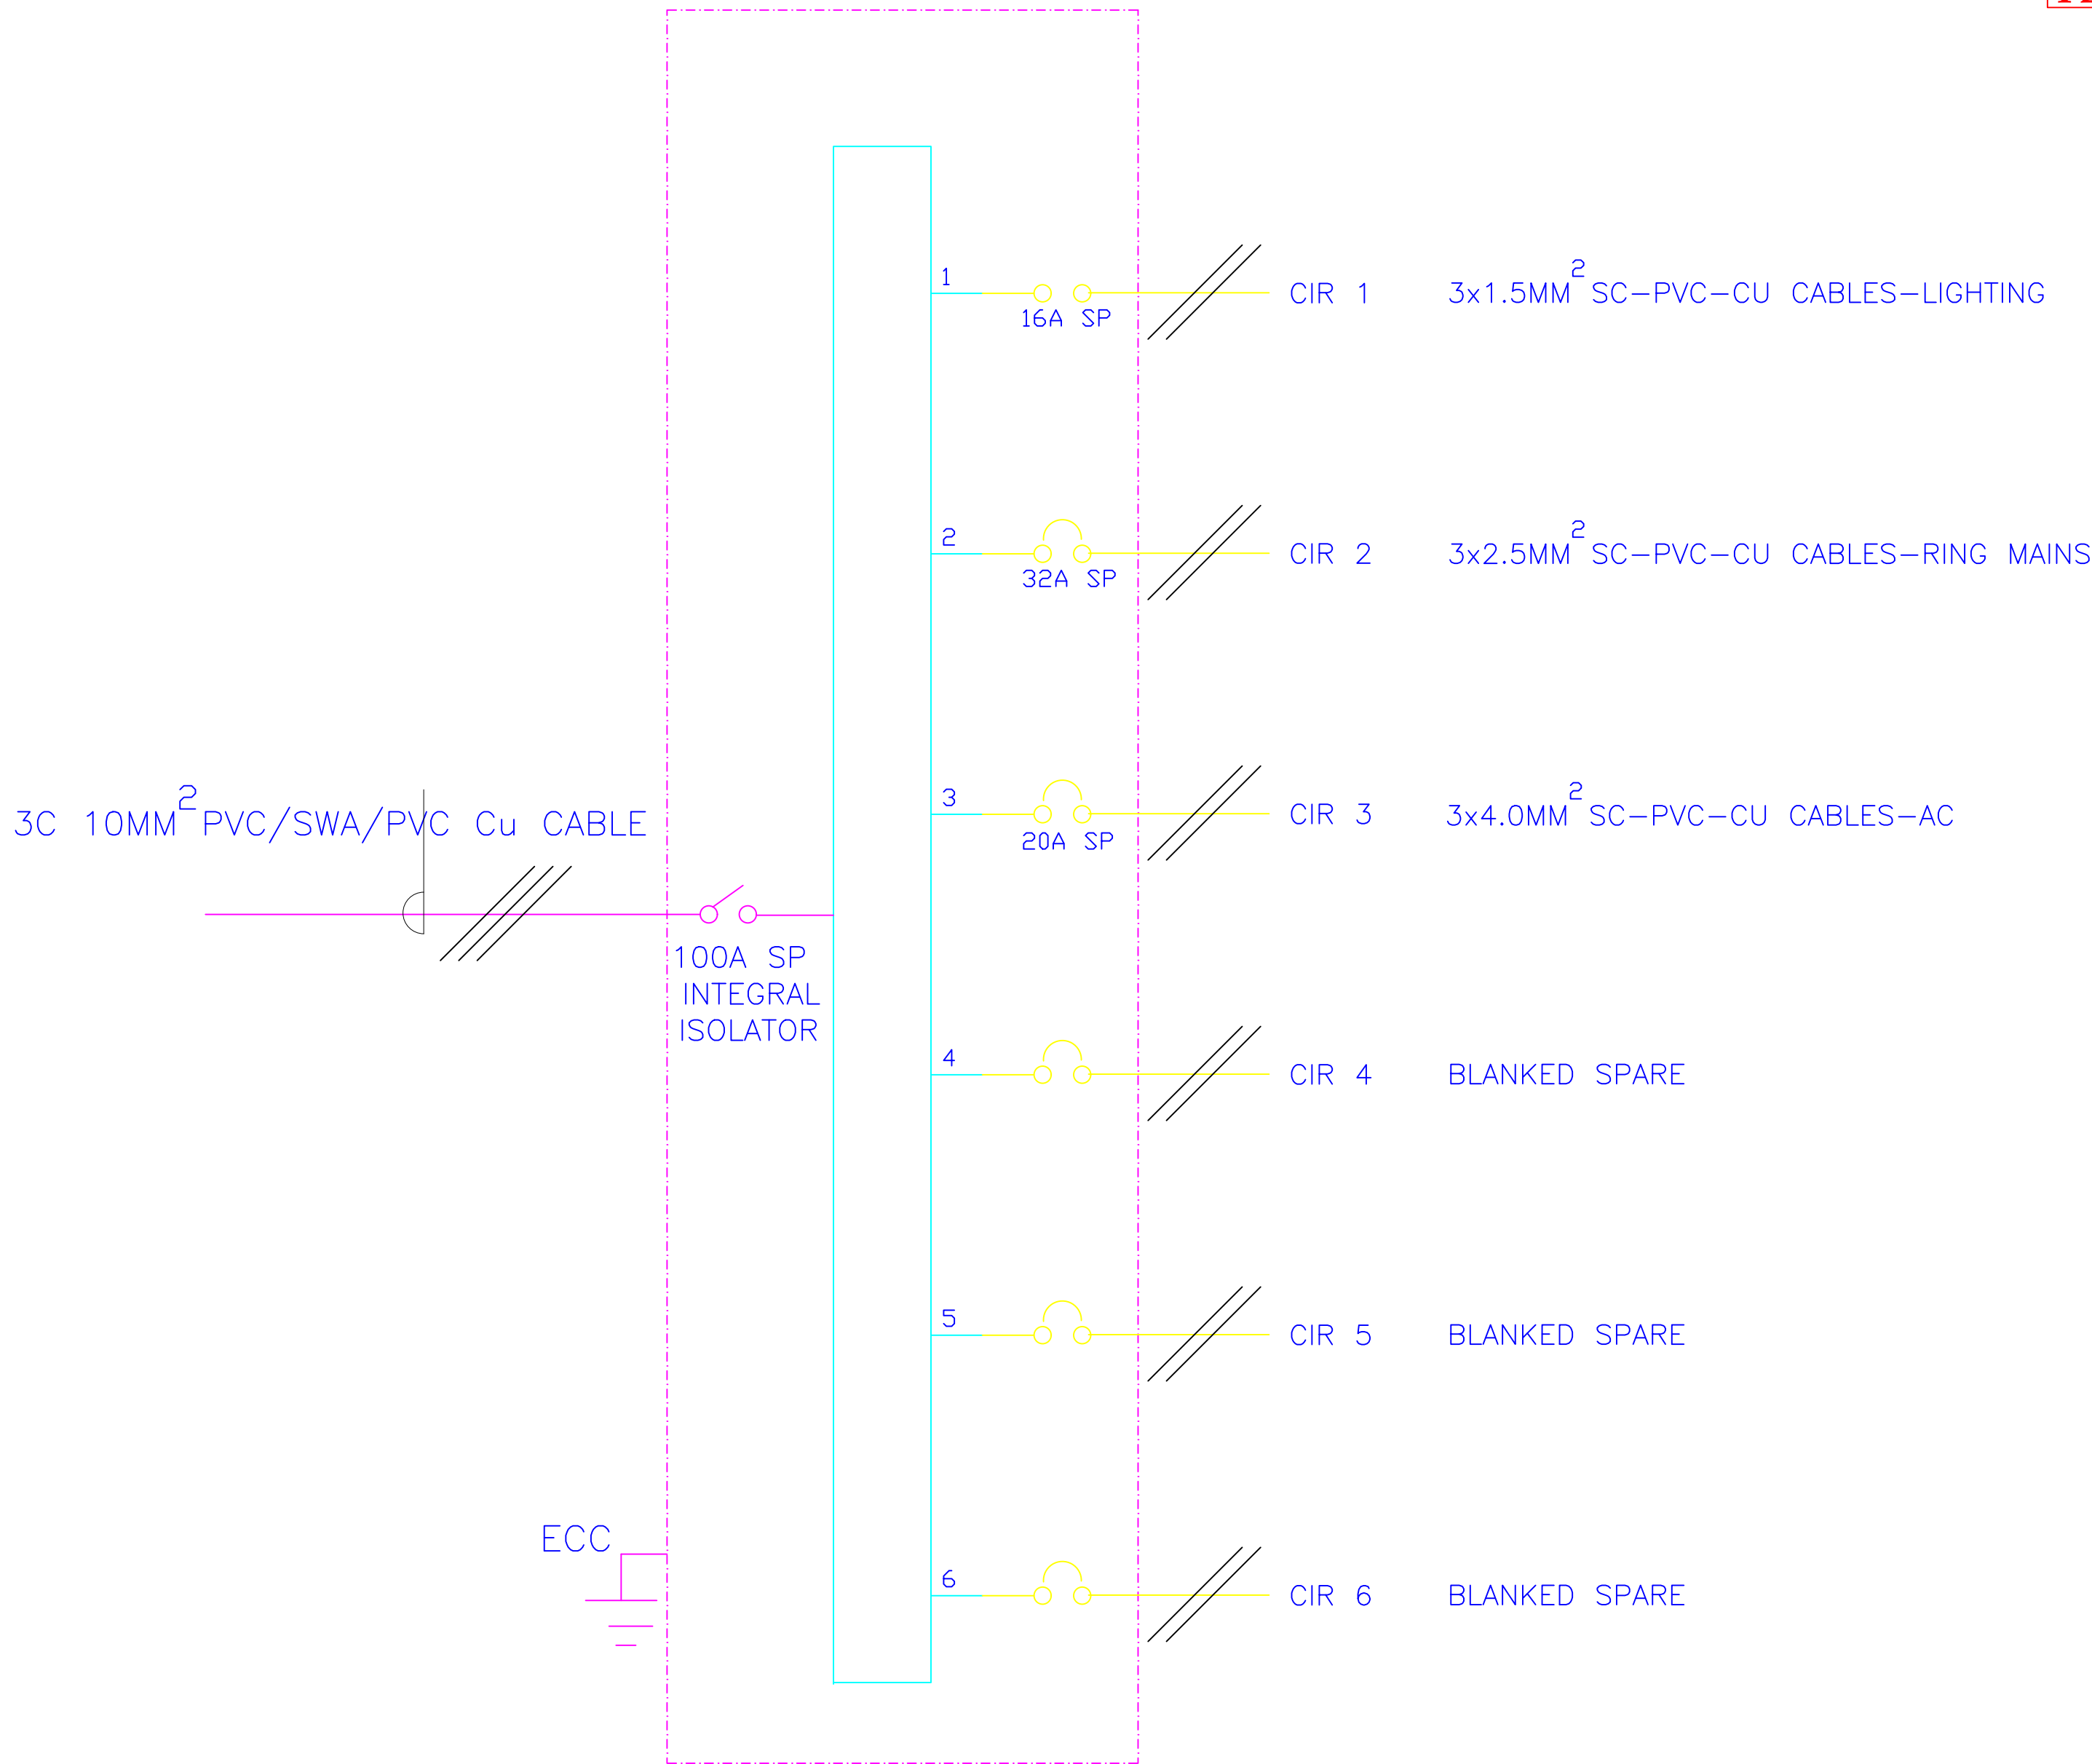 1
16A SP
CIR 1
3x1.5MM² SC-PVC-CU CABLES-LIGHTING
2
32A SP
CIR 2
3x2.5MM² SC-PVC-CU CABLES-RING MAINS
3
20A SP
CIR 3
3x4.0MM² SC-PVC-CU CABLES-AC
3C 10MM² PVC/SWA/PVC Cu CABLE
100A SP
INTEGRAL
ISOLATOR
4
CIR 4
BLANKED SPARE
5
CIR 5
BLANKED SPARE
ECC
6
CIR 6
BLANKED SPARE